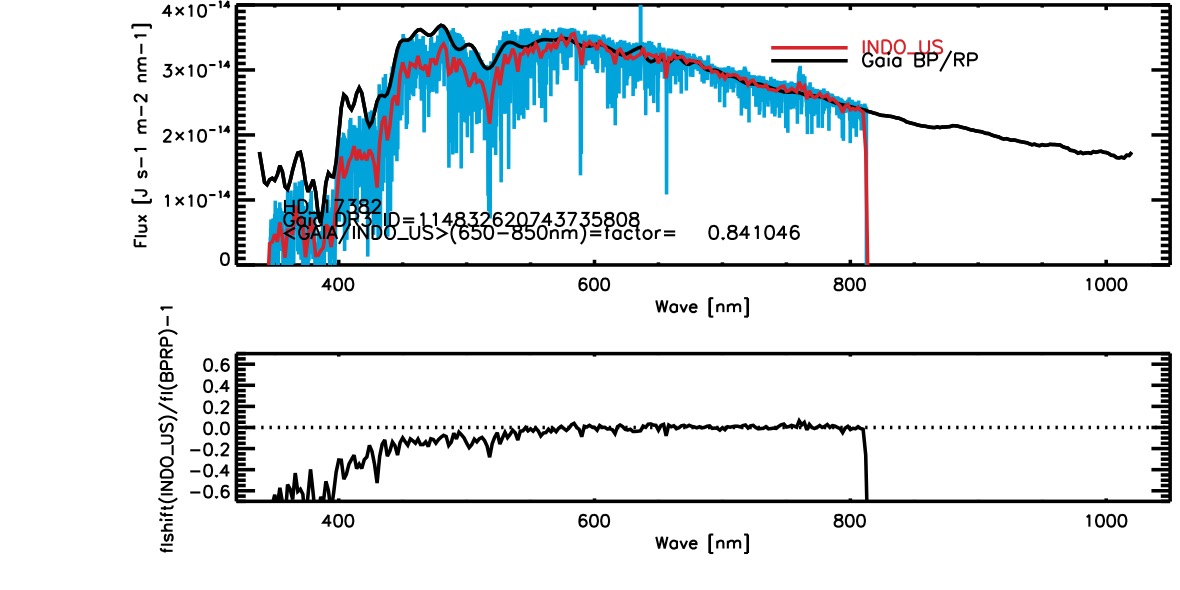 4×10⁻¹⁴
3×10⁻¹⁴
2×10⁻¹⁴
1×10⁻¹⁴
0
Flux [J s-1 m-2 nm-1]
INDO_US
Gaia BP/RP
HD_17382
Gaia DR3 ID=114832620743735808
<GAIA/INDO_US>(650-850nm)=factor= 0.841046
400 600 800 1000
Wave [nm]
flshift(INDO_US)/fl(BPRP)-1
0.6
0.4
0.2
0.0
-0.2
-0.4
-0.6
400 600 800 1000
Wave [nm]